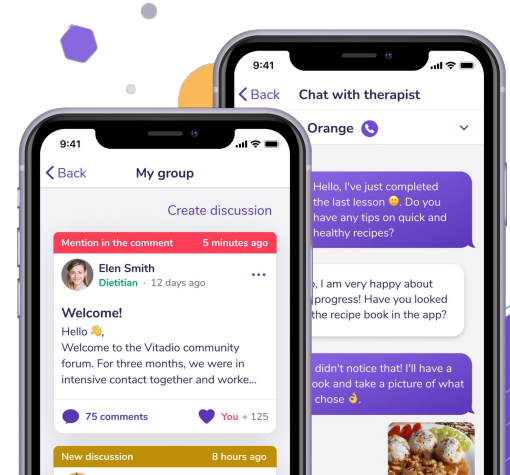 9:41
Back
My group
Create discussion
Mention in the comment 5 minutes ago
Elen Smith
Dietitian · 12 days ago
Welcome!
Hello 👋,
Welcome to the Vitadio community
forum. For three months, we were in
intensive contact together and worke...
75 comments
You + 125
New discussion 8 hours ago
9:41
Back
Chat with therapist
Orange
Hello, I've just completed
the last lesson 🙂. Do you
have any tips on quick and
healthy recipes?
, I am very happy about
progress! Have you looked
the recipe book in the app?
didn't notice that! I'll have a
and take a picture of what
chose 👌.